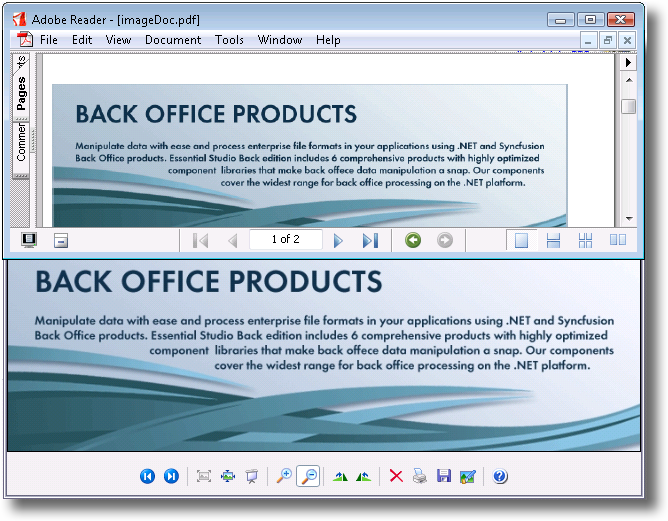 Adobe Reader - [imageDoc.pdf]
File Edit View Document Tools Window Help
Pages
Commer
BACK OFFICE PRODUCTS
Manipulate data with ease and process enterprise file formats in your applications using .NET and Syncfusion
Back Office products. Essential Studio Back edition includes 6 comprehensive products with highly optimized
component libraries that make back offece data manipulation a snap. Our components
cover the widest range for back office processing on the .NET platform.
1 of 2
BACK OFFICE PRODUCTS
Manipulate data with ease and process enterprise file formats in your applications using .NET and Syncfusion
Back Office products. Essential Studio Back edition includes 6 comprehensive products with highly optimized
component libraries that make back offece data manipulation a snap. Our components
cover the widest range for back office processing on the .NET platform.